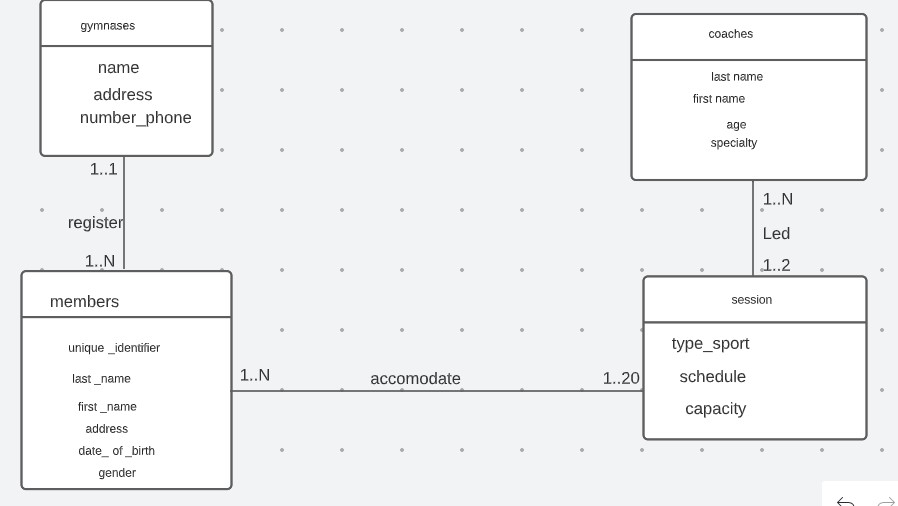 gymnases
name
address
number_phone
1..1
register
1..N
members
unique _identifier
last _name
first _name
address
date_ of _birth
gender
1..N
accomodate
1..20
coaches
last name
first name
age
specialty
1..N
Led
1..2
session
type_sport
schedule
capacity